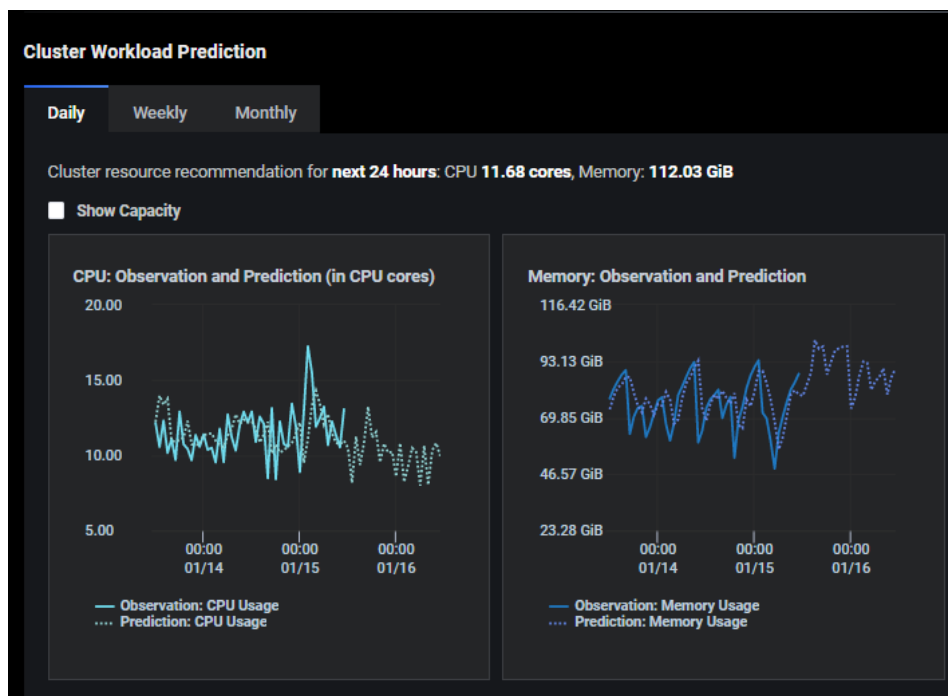 Cluster Workload Prediction
Daily Weekly Monthly
Cluster resource recommendation for next 24 hours: CPU 11.68 cores, Memory: 112.03 GiB
Show Capacity
CPU: Observation and Prediction (in CPU cores)
20.00
15.00
10.00
5.00
00:00 00:00 00:00
01/14 01/15 01/16
Observation: CPU Usage
Prediction: CPU Usage
Memory: Observation and Prediction
116.42 GiB
93.13 GiB
69.85 GiB
46.57 GiB
23.28 GiB
00:00 00:00 00:00
01/14 01/15 01/16
Observation: Memory Usage
Prediction: Memory Usage